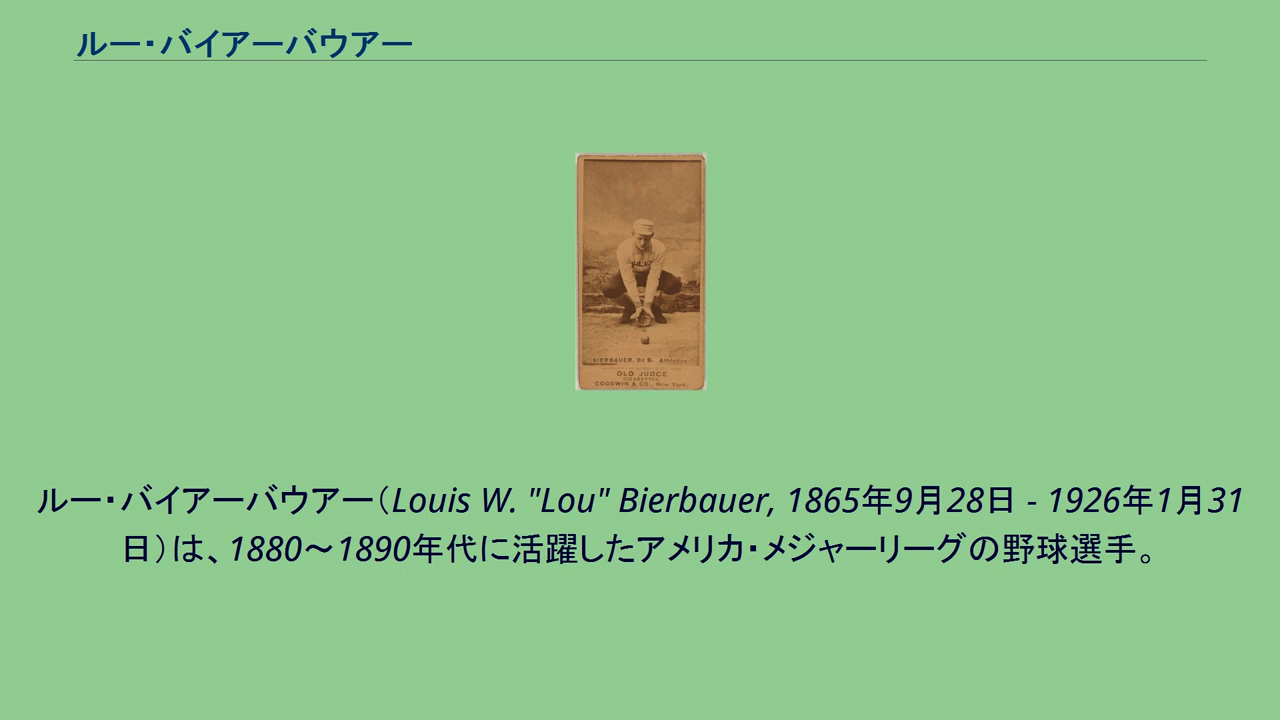 ルー・バイアーバウアー
BIERBAUER, 2d B. Athletics
OLD JUDGE
CIGARETTES,
GOODWIN & CO., New York.
ルー・バイアーバウアー(Louis W. "Lou" Bierbauer, 1865年9月28日 - 1926年1月31
日)は、1880〜1890年代に活躍したアメリカ・メジャーリーグの野球選手。